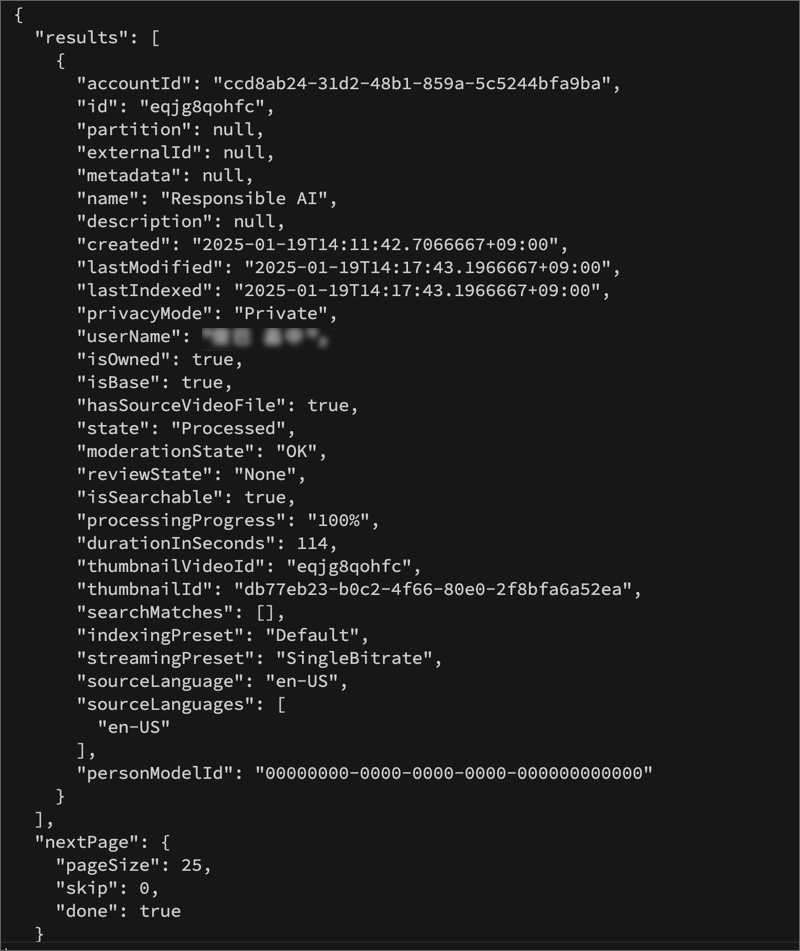 {
  "results": [
    {
      "accountId": "ccd8ab24-31d2-48b1-859a-5c5244bfa9ba",
      "id": "eqjg8qohfc",
      "partition": null,
      "externalId": null,
      "metadata": null,
      "name": "Responsible AI",
      "description": null,
      "created": "2025-01-19T14:11:42.7066667+09:00",
      "lastModified": "2025-01-19T14:17:43.1966667+09:00",
      "lastIndexed": "2025-01-19T14:17:43.1966667+09:00",
      "privacyMode": "Private",
      "userName":
      "isOwned": true,
      "isBase": true,
      "hasSourceVideoFile": true,
      "state": "Processed",
      "moderationState": "OK",
      "reviewState": "None",
      "isSearchable": true,
      "processingProgress": "100%",
      "durationInSeconds": 114,
      "thumbnailVideoId": "eqjg8qohfc",
      "thumbnailId": "db77eb23-b0c2-4f66-80e0-2f8bfa6a52ea",
      "searchMatches": [],
      "indexingPreset": "Default",
      "streamingPreset": "SingleBitrate",
      "sourceLanguage": "en-US",
      "sourceLanguages": [
        "en-US"
      ],
      "personModelId": "00000000-0000-0000-0000-000000000000"
    }
  ],
  "nextPage": {
    "pageSize": 25,
    "skip": 0,
    "done": true
  }